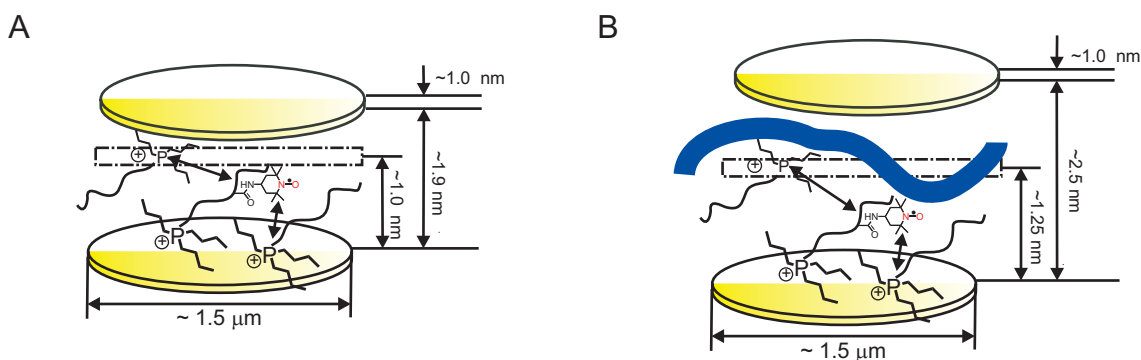 A
~1.0 nm
⊕ P
~1.9 nm
~1.0 nm
HN
N
O
O
P
⊕
P
⊕
~ 1.5 μm
B
~1.0 nm
⊕ P
~2.5 nm
~1.25 nm
HN
N
O
O
P
⊕
P
⊕
~ 1.5 μm